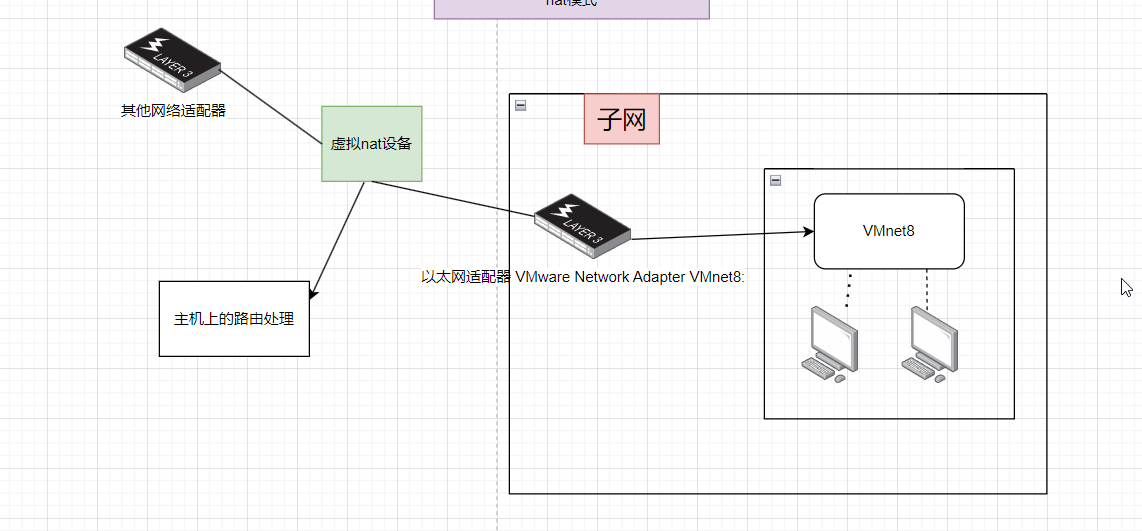 nat模式
LAYER 3
其他网络适配器
虚拟nat设备
子网
LAYER 3
VMnet8
以太网适配器 VMware Network Adapter VMnet8:
主机上的路由处理